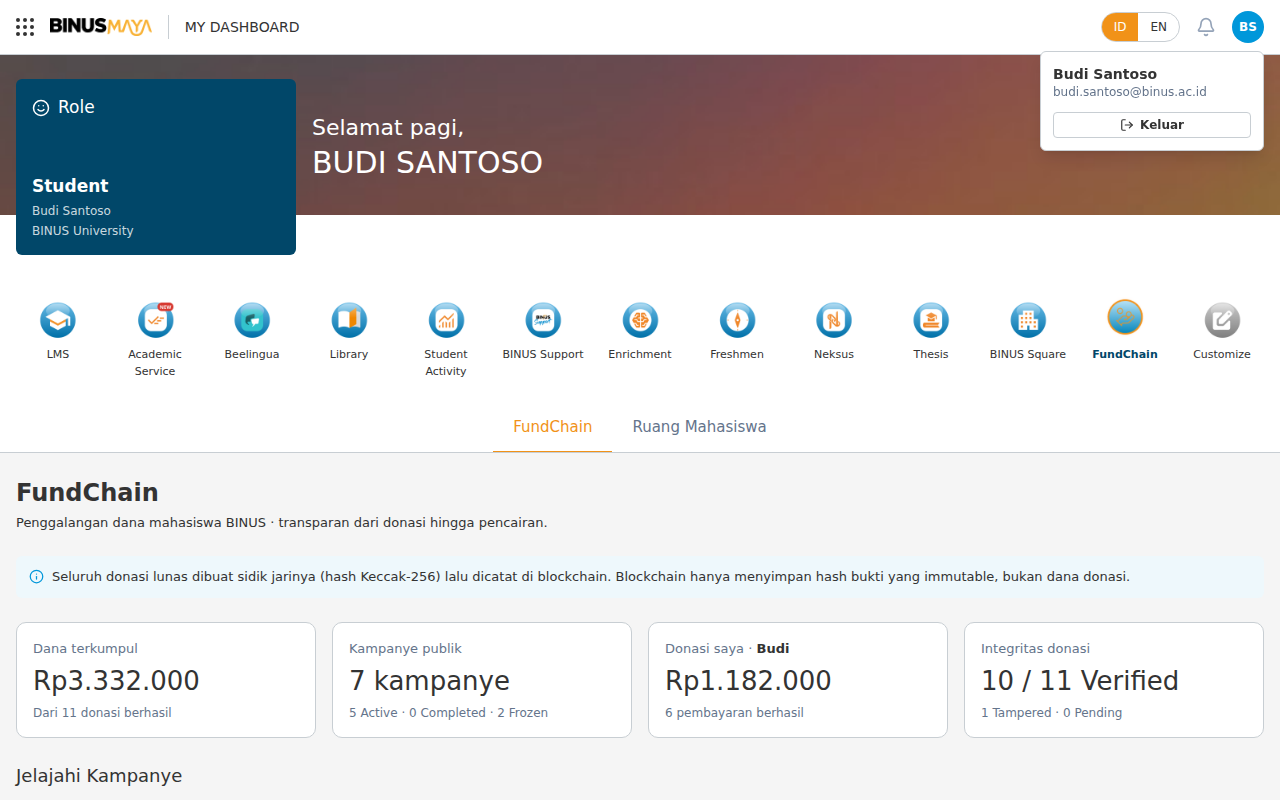 BINUSMAYA
MY DASHBOARD
ID
EN
BS
Budi Santoso
budi.santoso@binus.ac.id
Keluar
Role
Student
Budi Santoso
BINUS University
Selamat pagi,
BUDI SANTOSO
LMS
NEW
Academic
Service
Beelingua
Library
Student
Activity
BINUS
Support
BINUS Support
Enrichment
Freshmen
Neksus
Thesis
BINUS Square
FundChain
Customize
FundChain
Ruang Mahasiswa
FundChain
Penggalangan dana mahasiswa BINUS · transparan dari donasi hingga pencairan.
Seluruh donasi lunas dibuat sidik jarinya (hash Keccak-256) lalu dicatat di blockchain. Blockchain hanya menyimpan hash bukti yang immutable, bukan dana donasi.
Dana terkumpul
Rp3.332.000
Dari 11 donasi berhasil
Kampanye publik
7 kampanye
5 Active · 0 Completed · 2 Frozen
Donasi saya · Budi
Rp1.182.000
6 pembayaran berhasil
Integritas donasi
10 / 11 Verified
1 Tampered · 0 Pending
Jelajahi Kampanye